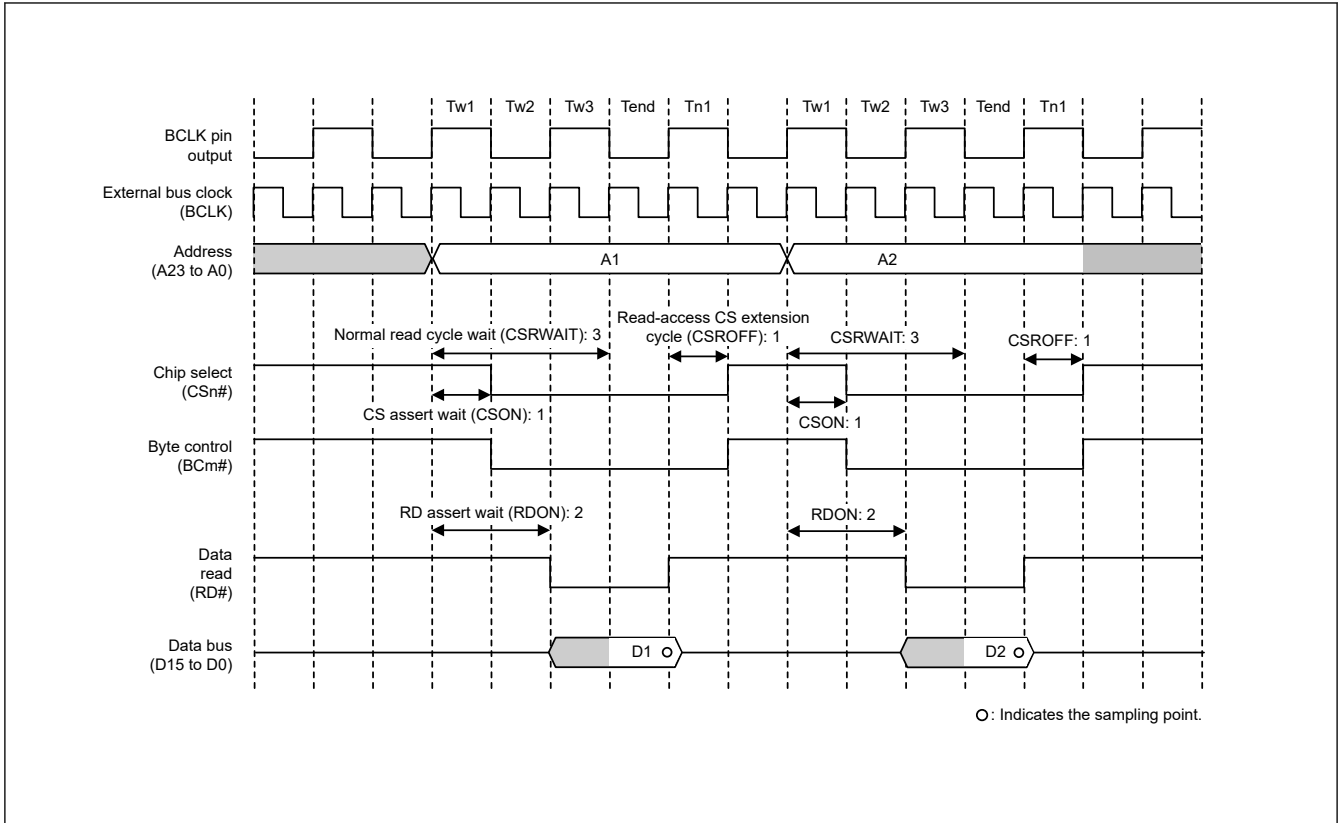 Tw1 Tw2 Tw3 Tend Tn1 Tw1 Tw2 Tw3 Tend Tn1
BCLK pin
output
External bus clock
(BCLK)
Address
(A23 to A0)
A1 A2
Normal read cycle wait (CSRWAIT): 3
Read-access CS extension
cycle (CSROFF): 1
CSRWAIT: 3
CSROFF: 1
Chip select
(CSn#)
CS assert wait (CSON): 1
CSON: 1
Byte control
(BCm#)
RD assert wait (RDON): 2
RDON: 2
Data
read
(RD#)
Data bus
(D15 to D0)
D1 D2
: Indicates the sampling point.